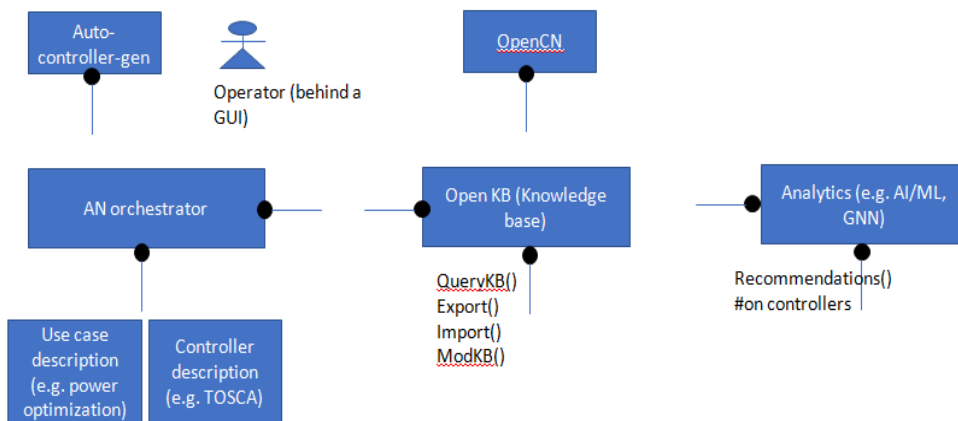 Auto-
controller-gen
Operator (behind a
GUI)
OpenCN
AN orchestrator
Open KB (Knowledge
base)
Analytics (e.g. AI/ML,
GNN)
QueryKB()
Export()
Import()
ModKB()
Recommendations()
#on controllers
Use case
description
(e.g. power
optimization)
Controller
description
(e.g. TOSCA)